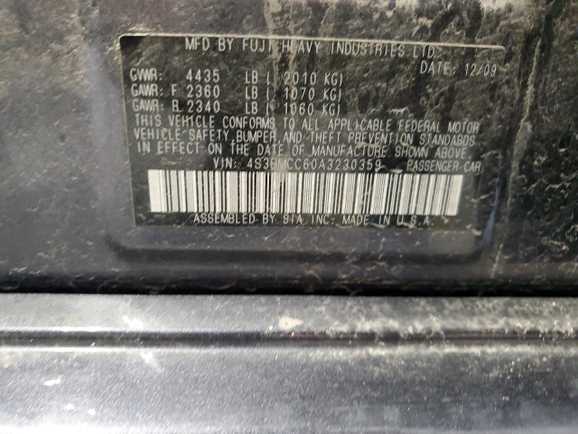 MFD BY FUJI HEAVY INDUSTRIES LTD.
DATE: 12/09
GVWR: 4435 LB ( 2010 KG)
GAWR: F 2360 LB ( 1070 KG)
GAWR: R 2340 LB ( 1060 KG)
THIS VEHICLE CONFORMS TO ALL APPLICABLE FEDERAL MOTOR
VEHICLE SAFETY, BUMPER, AND THEFT PREVENTION STANDARDS
IN EFFECT ON THE DATE OF MANUFACTURE SHOWN ABOVE.
VIN: 4S3BMCC60A3230359 PASSENGER CAR
ASSEMBLED BY SIA, INC. MADE IN U.S.A.